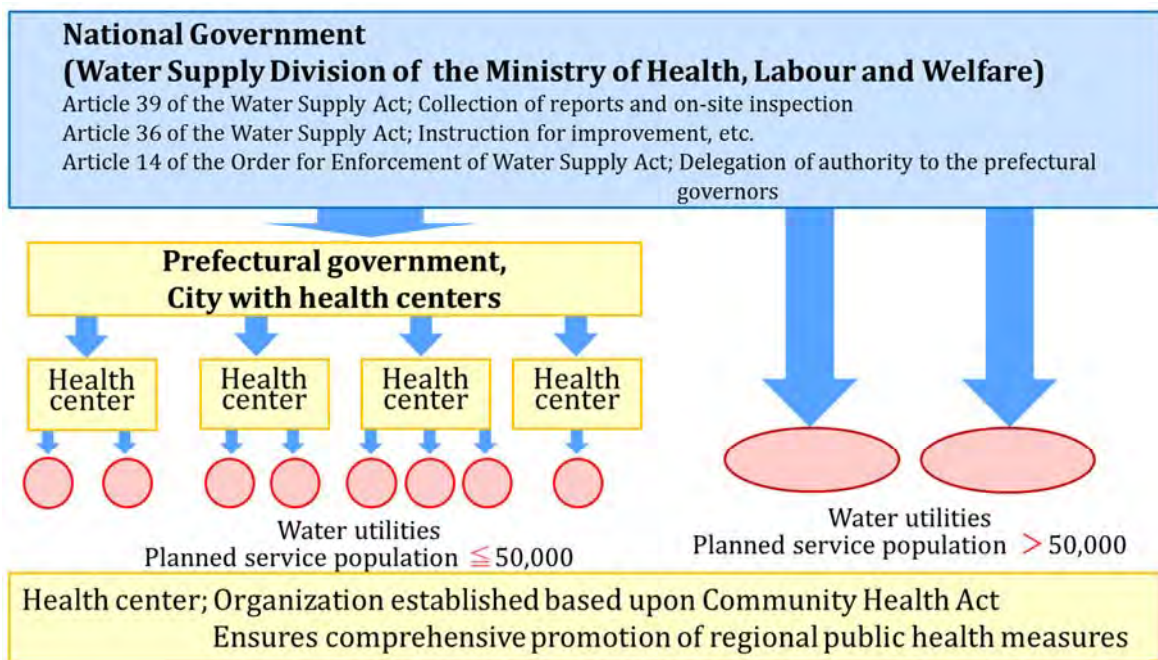 National Government
(Water Supply Division of the Ministry of Health, Labour and Welfare)
Article 39 of the Water Supply Act; Collection of reports and on-site inspection
Article 36 of the Water Supply Act; Instruction for improvement, etc.
Article 14 of the Order for Enforcement of Water Supply Act; Delegation of authority to the prefectural
governors
Prefectural government,
City with health centers
Health
center
Health
center
Health
center
Health
center
Water utilities
Planned service population ≦50,000
Water utilities
Planned service population > 50,000
Health center; Organization established based upon Community Health Act
Ensures comprehensive promotion of regional public health measures